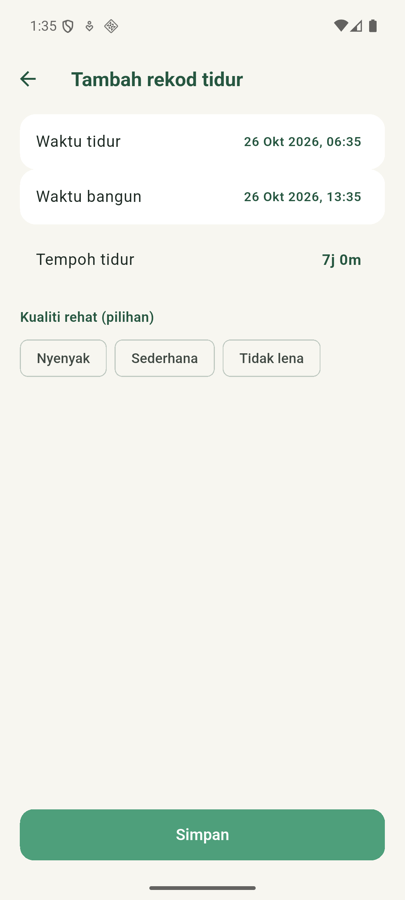 1:35
Tambah rekod tidur
Waktu tidur 26 Okt 2026, 06:35
Waktu bangun 26 Okt 2026, 13:35
Tempoh tidur 7j 0m
Kualiti rehat (pilihan)
Nyenyak Sederhana Tidak lena
Simpan